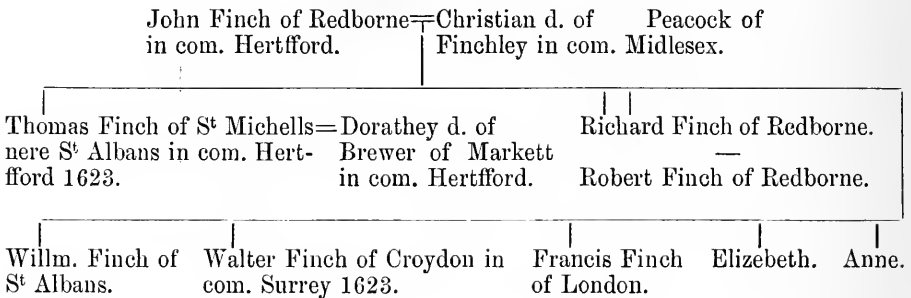 John Finch of Redborne=Christian d. of Peacock of
in com. Hertfford. Finchley in com. Midlesex.
Thomas Finch of Sᵗ Michells=Dorathey d. of Richard Finch of Redborne.
nere Sᵗ Albans in com. Hert- Brewer of Markett —
fford 1623. in com. Hertfford. Robert Finch of Redborne.
Willm. Finch of Walter Finch of Croydon in Francis Finch Elizebeth. Anne.
Sᵗ Albans. com. Surrey 1623. of London.